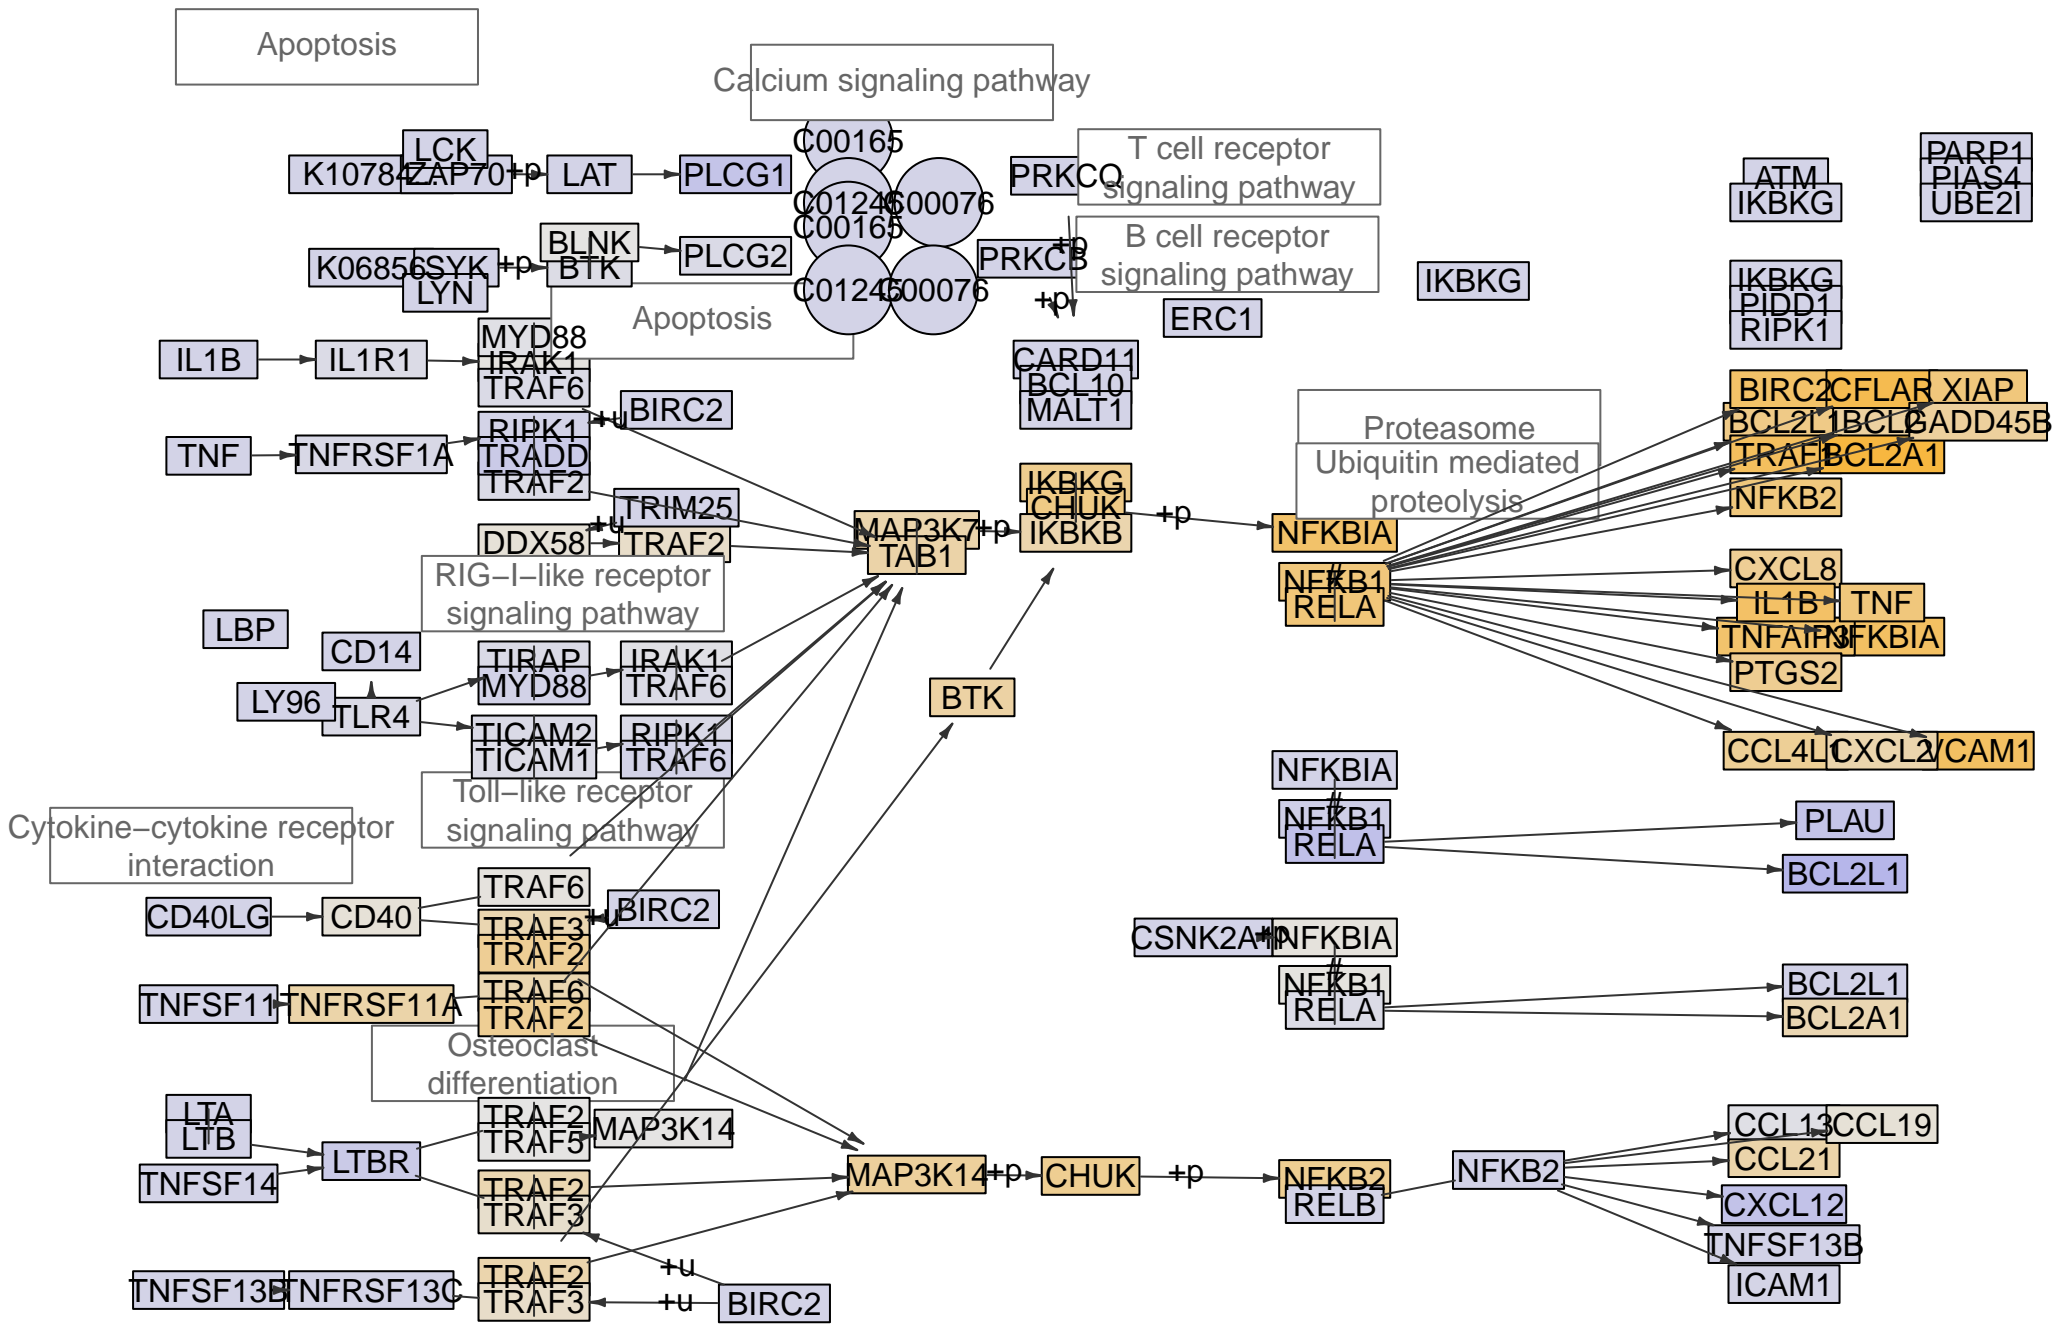 Apoptosis
Calcium signaling pathway
T cell receptor
signaling pathway
B cell receptor
signaling pathway
LCK
K10784
ZAP70
+p
LAT
PLCG1
C00165
C01245
C00076
C00165
C01245
C00076
PRKCQ
PRKCB
+p
+p
K06856
SYK
LYN
+p
BLNK
BTK
PLCG2
Apoptosis
ERC1
IKBKG
ATM
IKBKG
PARP1
PIAS4
UBE2I
IKBKG
PIDD1
RIPK1
IL1B
IL1R1
MYD88
IRAK1
TRAF6
CARD11
BCL10
MALT1
TNF
TNFRSF1A
RIPK1
TRADD
TRAF2
+u
BIRC2
Proteasome
Ubiquitin mediated
proteolysis
BIRC2
CFLAR
XIAP
BCL2L1
BCL2
GADD45B
TRAF1
BCL2A1
NFKB2
TRIM25
+u
DDX58
TRAF2
MAP3K7
TAB1
+p
IKBKG
CHUK
IKBKB
+p
NFKBIA
NFKB1
RELA
CXCL8
IL1B
TNF
TNFAIP3
NFKBIA
PTGS2
CCL4L1
CXCL2
VCAM1
RIG−I−like receptor
signaling pathway
LBP
CD14
LY96
TLR4
TIRAP
MYD88
IRAK1
TRAF6
TICAM2
TICAM1
RIPK1
TRAF6
BTK
Toll−like receptor
signaling pathway
Cytokine−cytokine receptor
interaction
NFKBIA
NFKB1
RELA
PLAU
BCL2L1
CD40LG
CD40
TRAF6
TRAF3
TRAF2
+u
BIRC2
CSNK2A1
+p
NFKBIA
NFKB1
RELA
BCL2L1
BCL2A1
TNFSF11
TNFRSF11A
TRAF6
TRAF2
Osteoclast
differentiation
LTA
LTB
TNFSF14
LTBR
TRAF2
TRAF5
MAP3K14
TRAF2
TRAF3
MAP3K14
+p
CHUK
+p
NFKB2
RELB
NFKB2
CCL13
CCL19
CCL21
CXCL12
TNFSF13B
ICAM1
TNFSF13B
TNFRSF13C
TRAF2
TRAF3
+u
+u
BIRC2